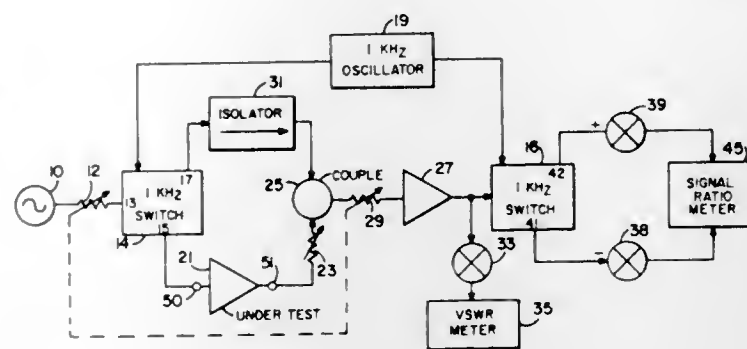 19
1 KHz
OSCILLATOR
31
ISOLATOR
39
+
16
42
45
10
12
17
25
COUPLE
27
13
1 KHz
SWITCH
15
14
29
1 KHz
SWITCH
41
SIGNAL
RATIO
METER
21
51
23
33
-
38
50
UNDER TEST
VSWR
METER
35